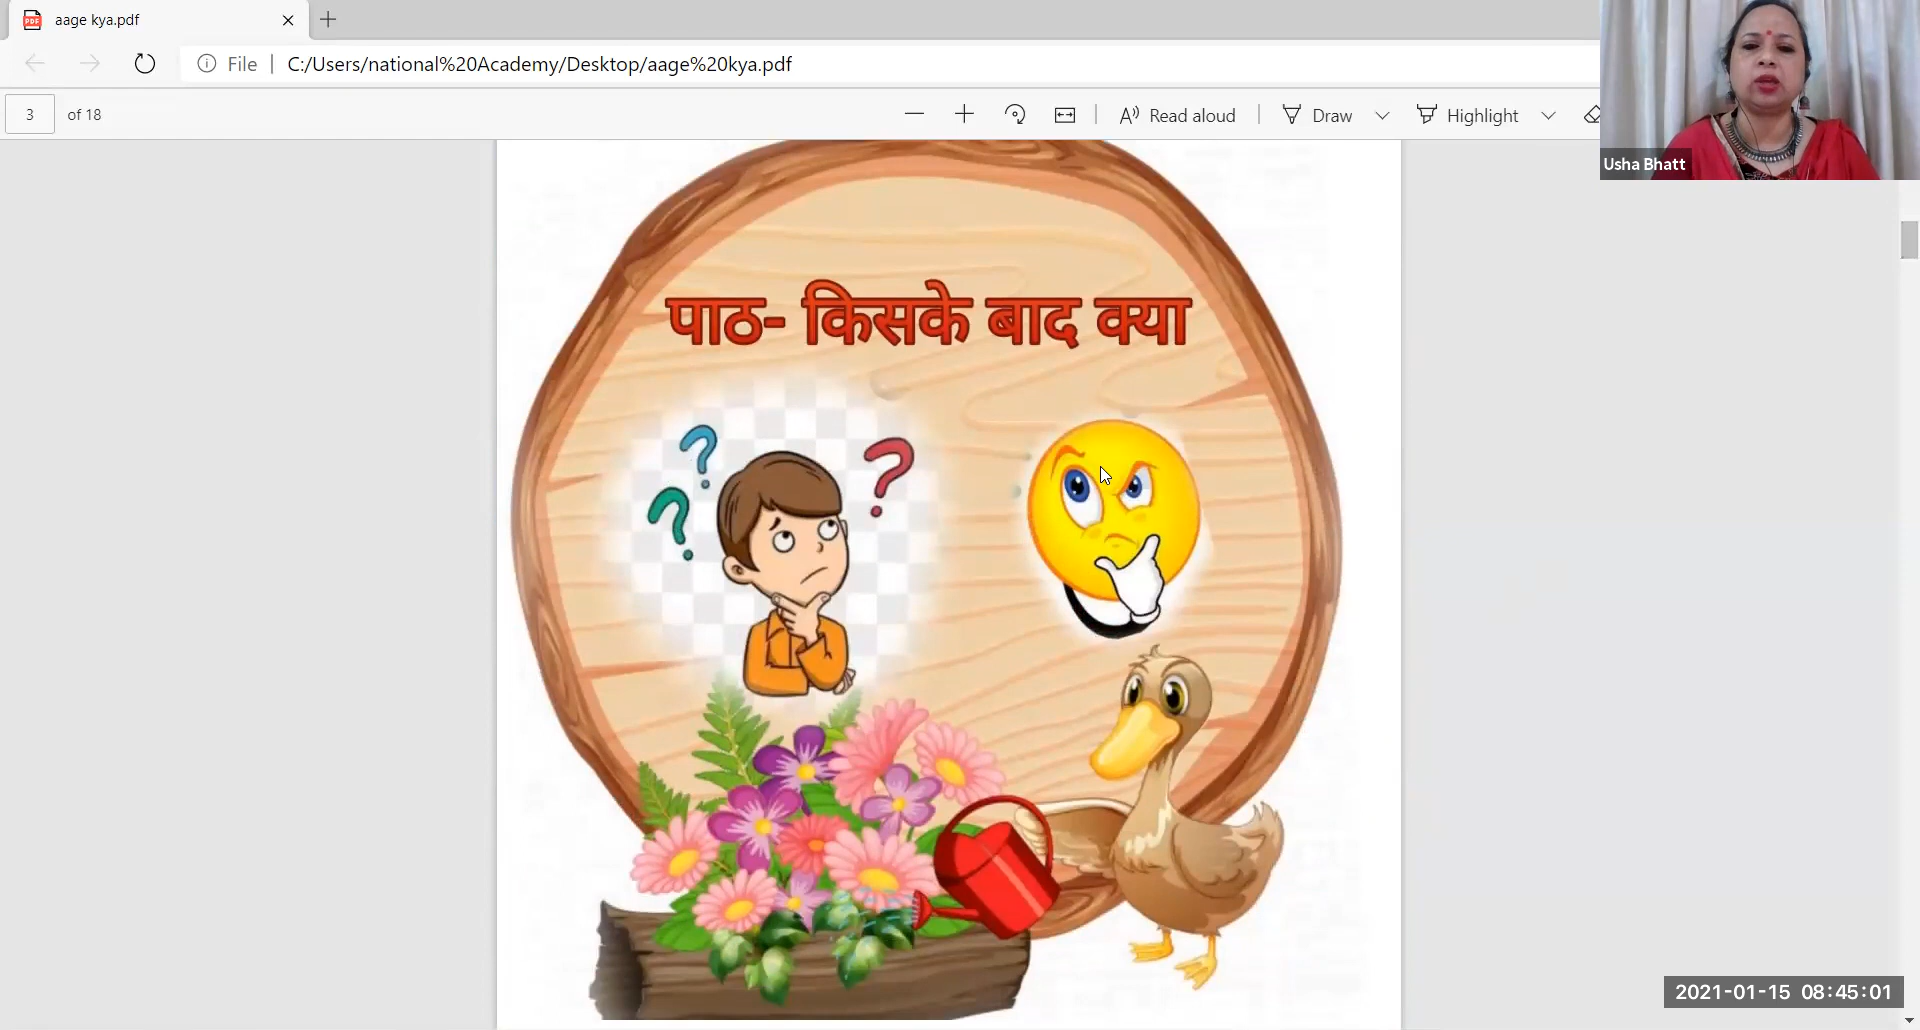 aage kya.pdf
File | C:/Users/national%20Academy/Desktop/aage%20kya.pdf
3 of 18 Read aloud Draw Highlight
Usha Bhatt
पाठ- किसके बाद क्या
? ? ?
2021-01-15 08:45:01